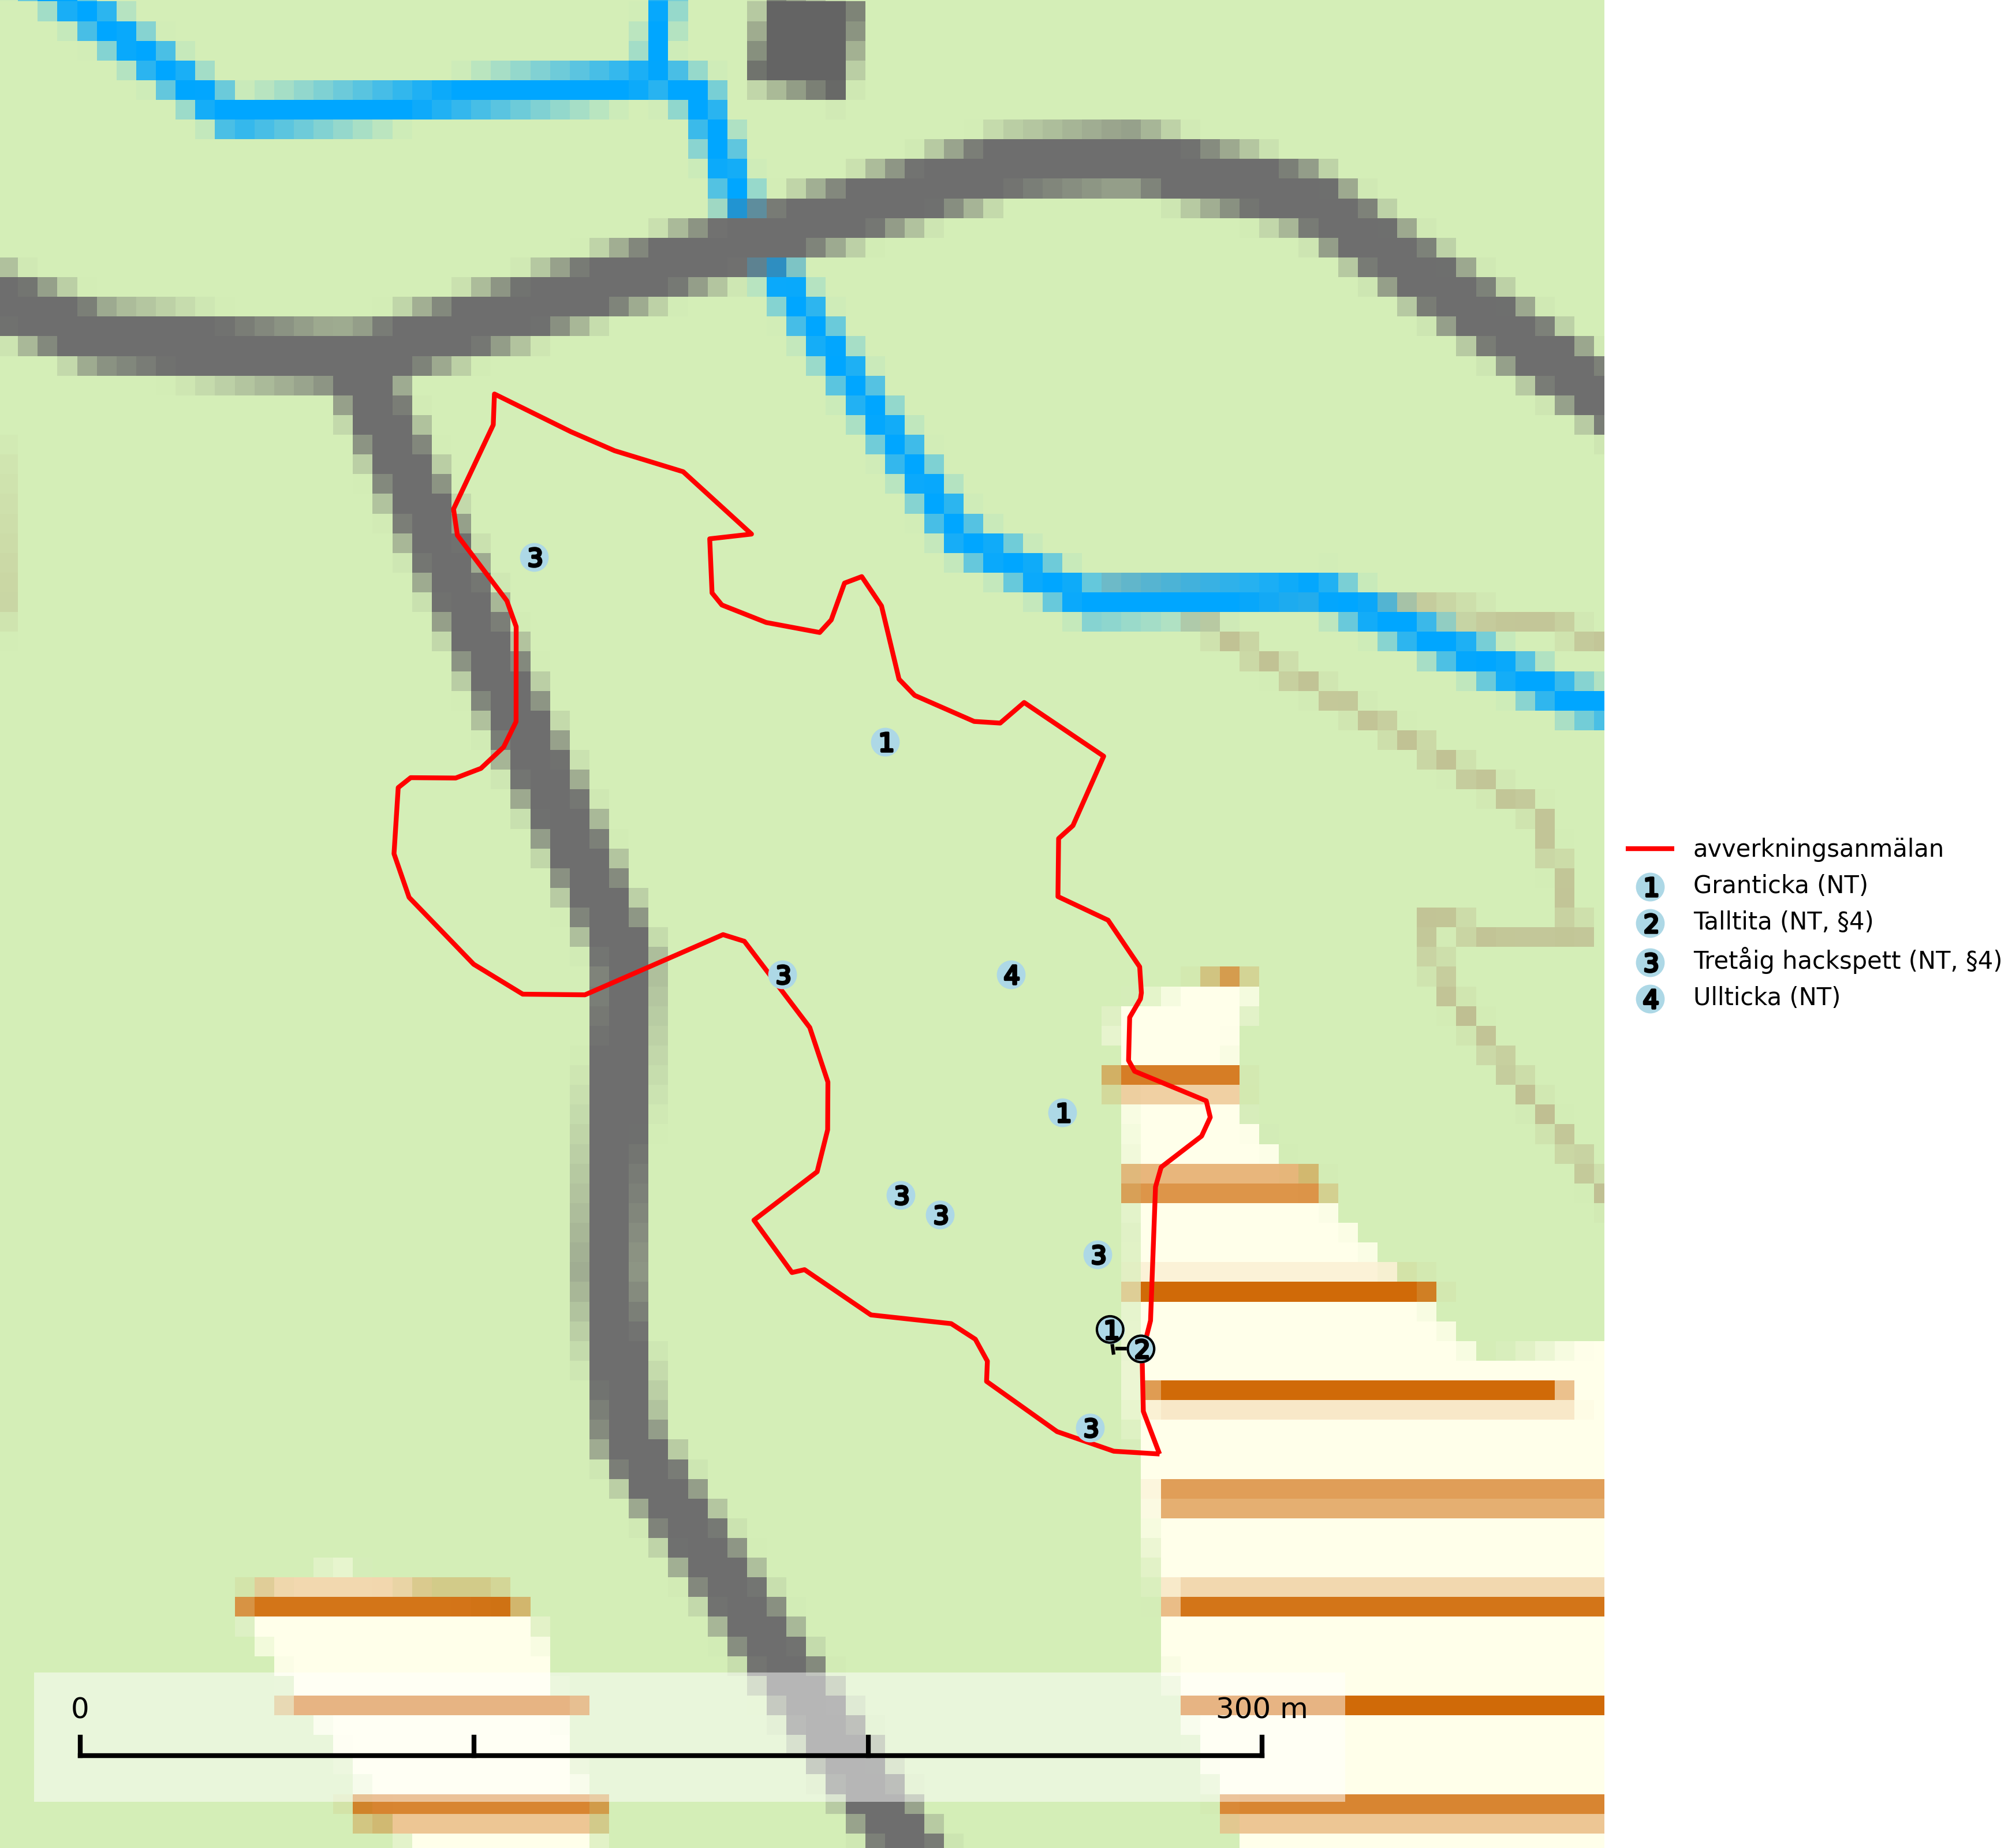 3
1
avverkningsanmälan
1 Granticka (NT)
2 Talltita (NT, §4)
3 Tretåig hackspett (NT, §4)
4 Ullticka (NT)
3
4
1
3
3
3
1
2
3
0
300 m